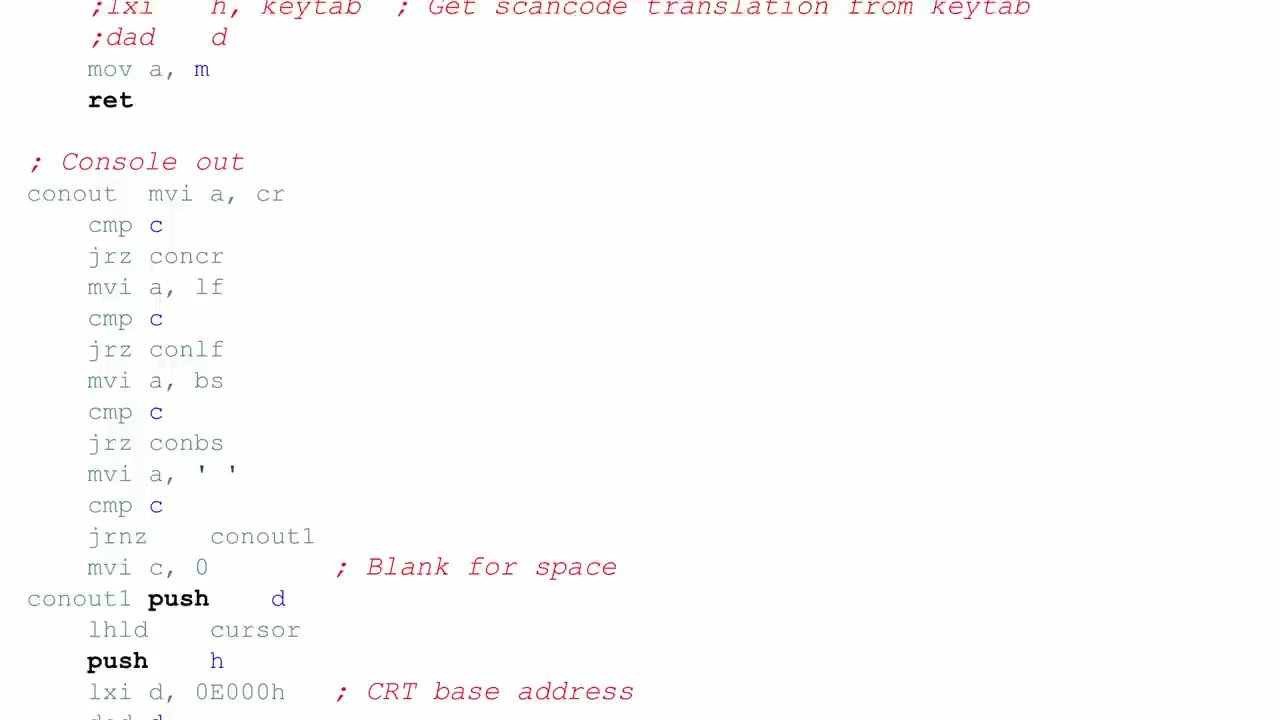 ;lxi h, keytab ; Get scancode translation from keytab
;dad d
mov a, m
ret
; Console out
conout mvi a, cr
cmp c
jrz concr
mvi a, lf
cmp c
jrz conlf
mvi a, bs
cmp c
jrz conbs
mvi a, ' '
cmp c
jrnz conout1
mvi c, 0 ; Blank for space
conout1 push d
lhld cursor
push h
lxi d, 0E000h ; CRT base address
dad d